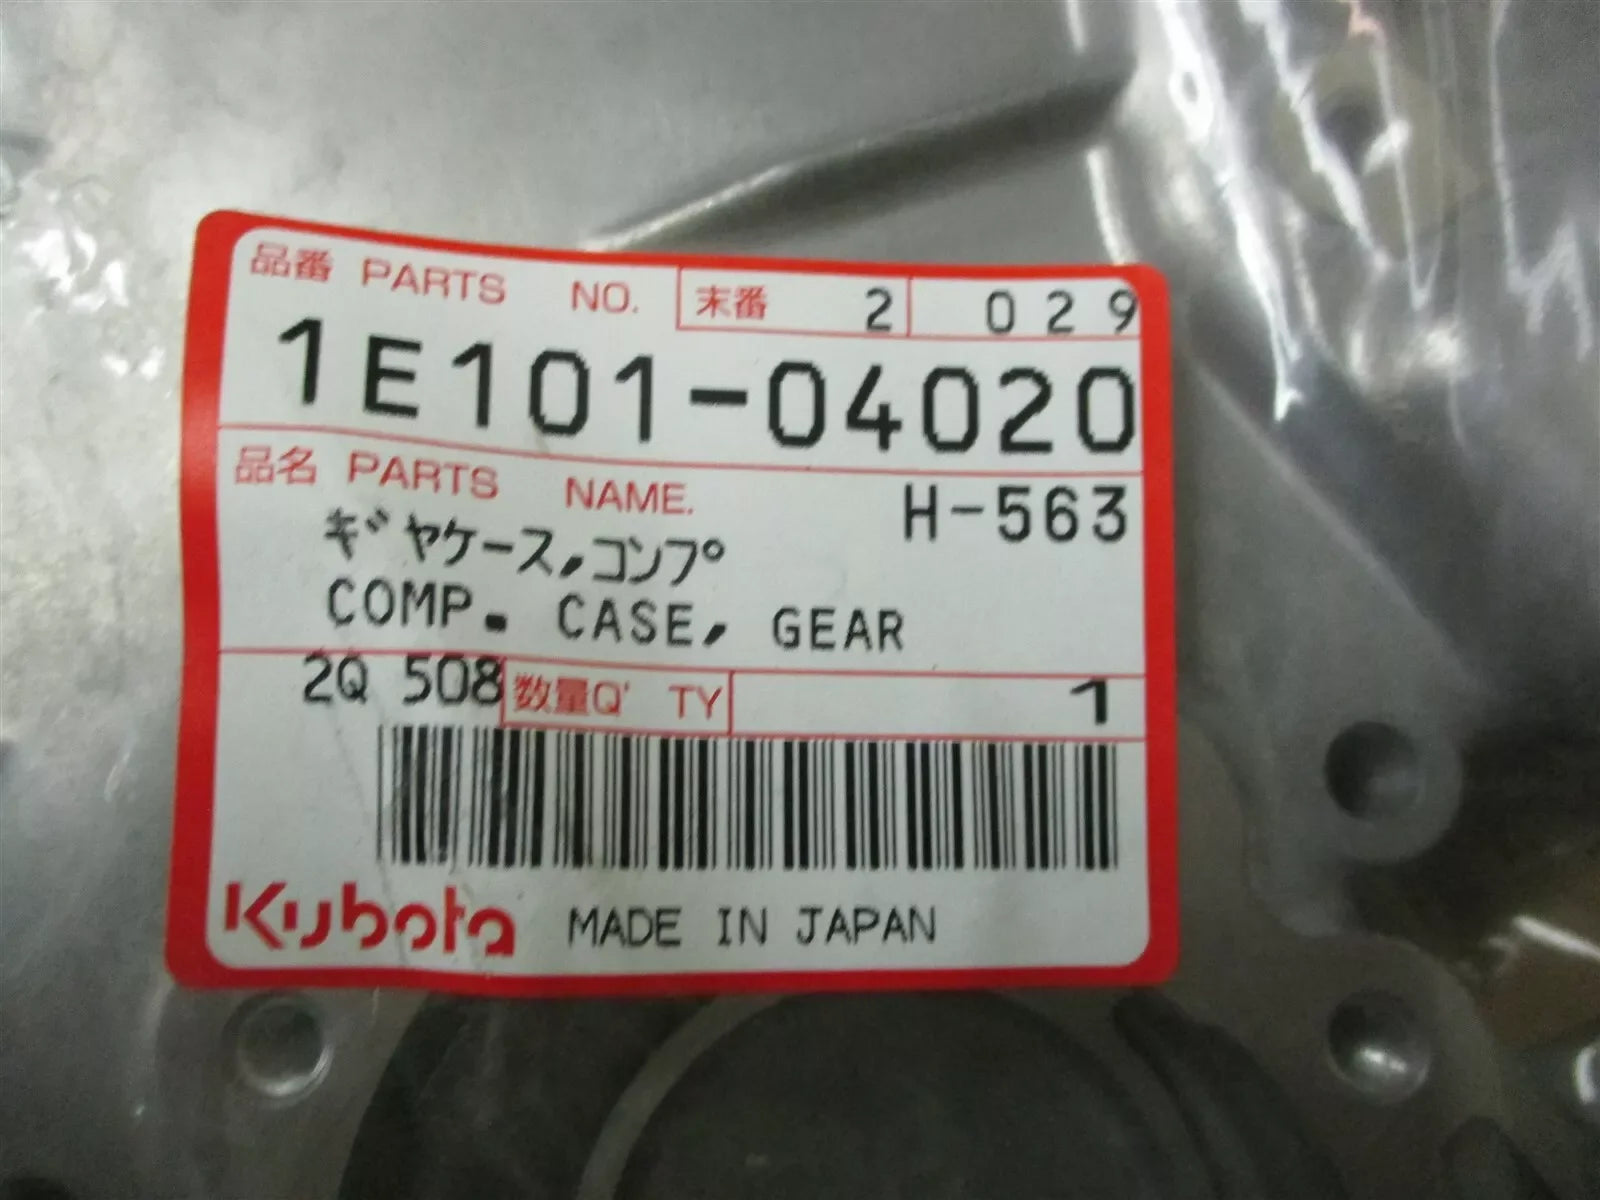 品番 PARTS NO. 末番 2 029
1E101-04020
品名 PARTS NAME. H-563
ギヤケース,コンプ
COMP. CASE, GEAR
2Q 508 数量Q'TY 1
Kubota MADE IN JAPAN